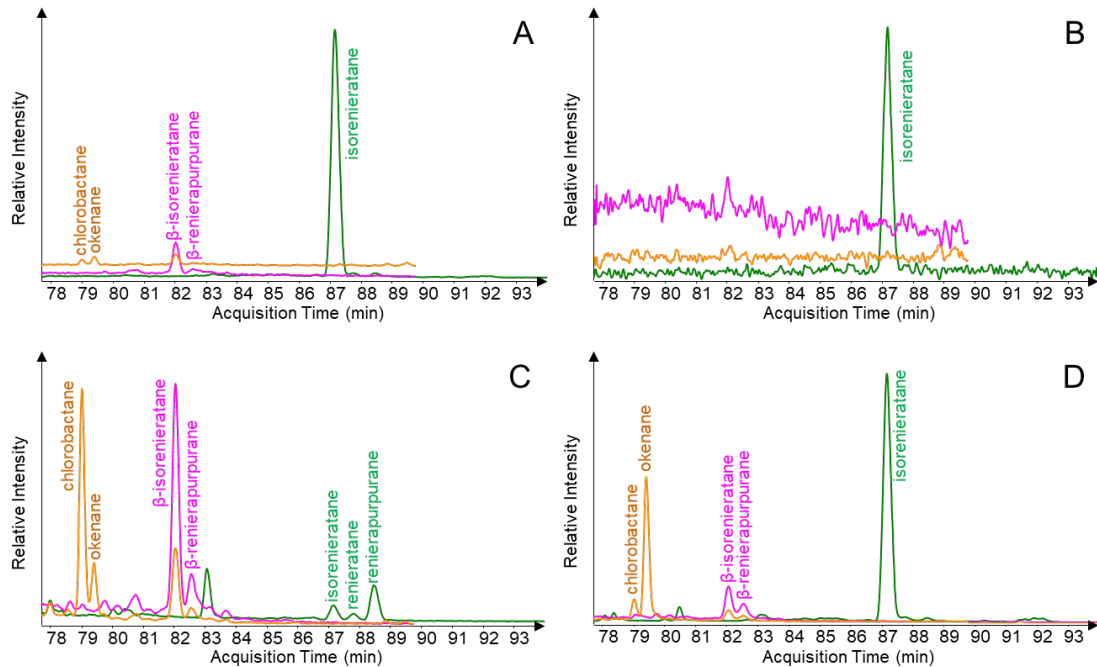 A
Relative Intensity
chlorobactane
okenane
β-isorenieratane
β-renierapurpurane
isorenieratane
78 79 80 81 82 83 84 85 86 87 88 89 90 91 92 93
Acquisition Time (min)
B
Relative Intensity
isorenieratane
78 79 80 81 82 83 84 85 86 87 88 89 90 91 92 93
Acquisition Time (min)
C
Relative Intensity
chlorobactane
okenane
β-isorenieratane
β-renierapurpurane
isorenieratane
renieratane
renierapurpurane
78 79 80 81 82 83 84 85 86 87 88 89 90 91 92 93
Acquisition Time (min)
D
Relative Intensity
chlorobactane
okenane
β-isorenieratane
β-renierapurpurane
isorenieratane
78 79 80 81 82 83 84 85 86 87 88 89 90 91 92 93
Acquisition Time (min)